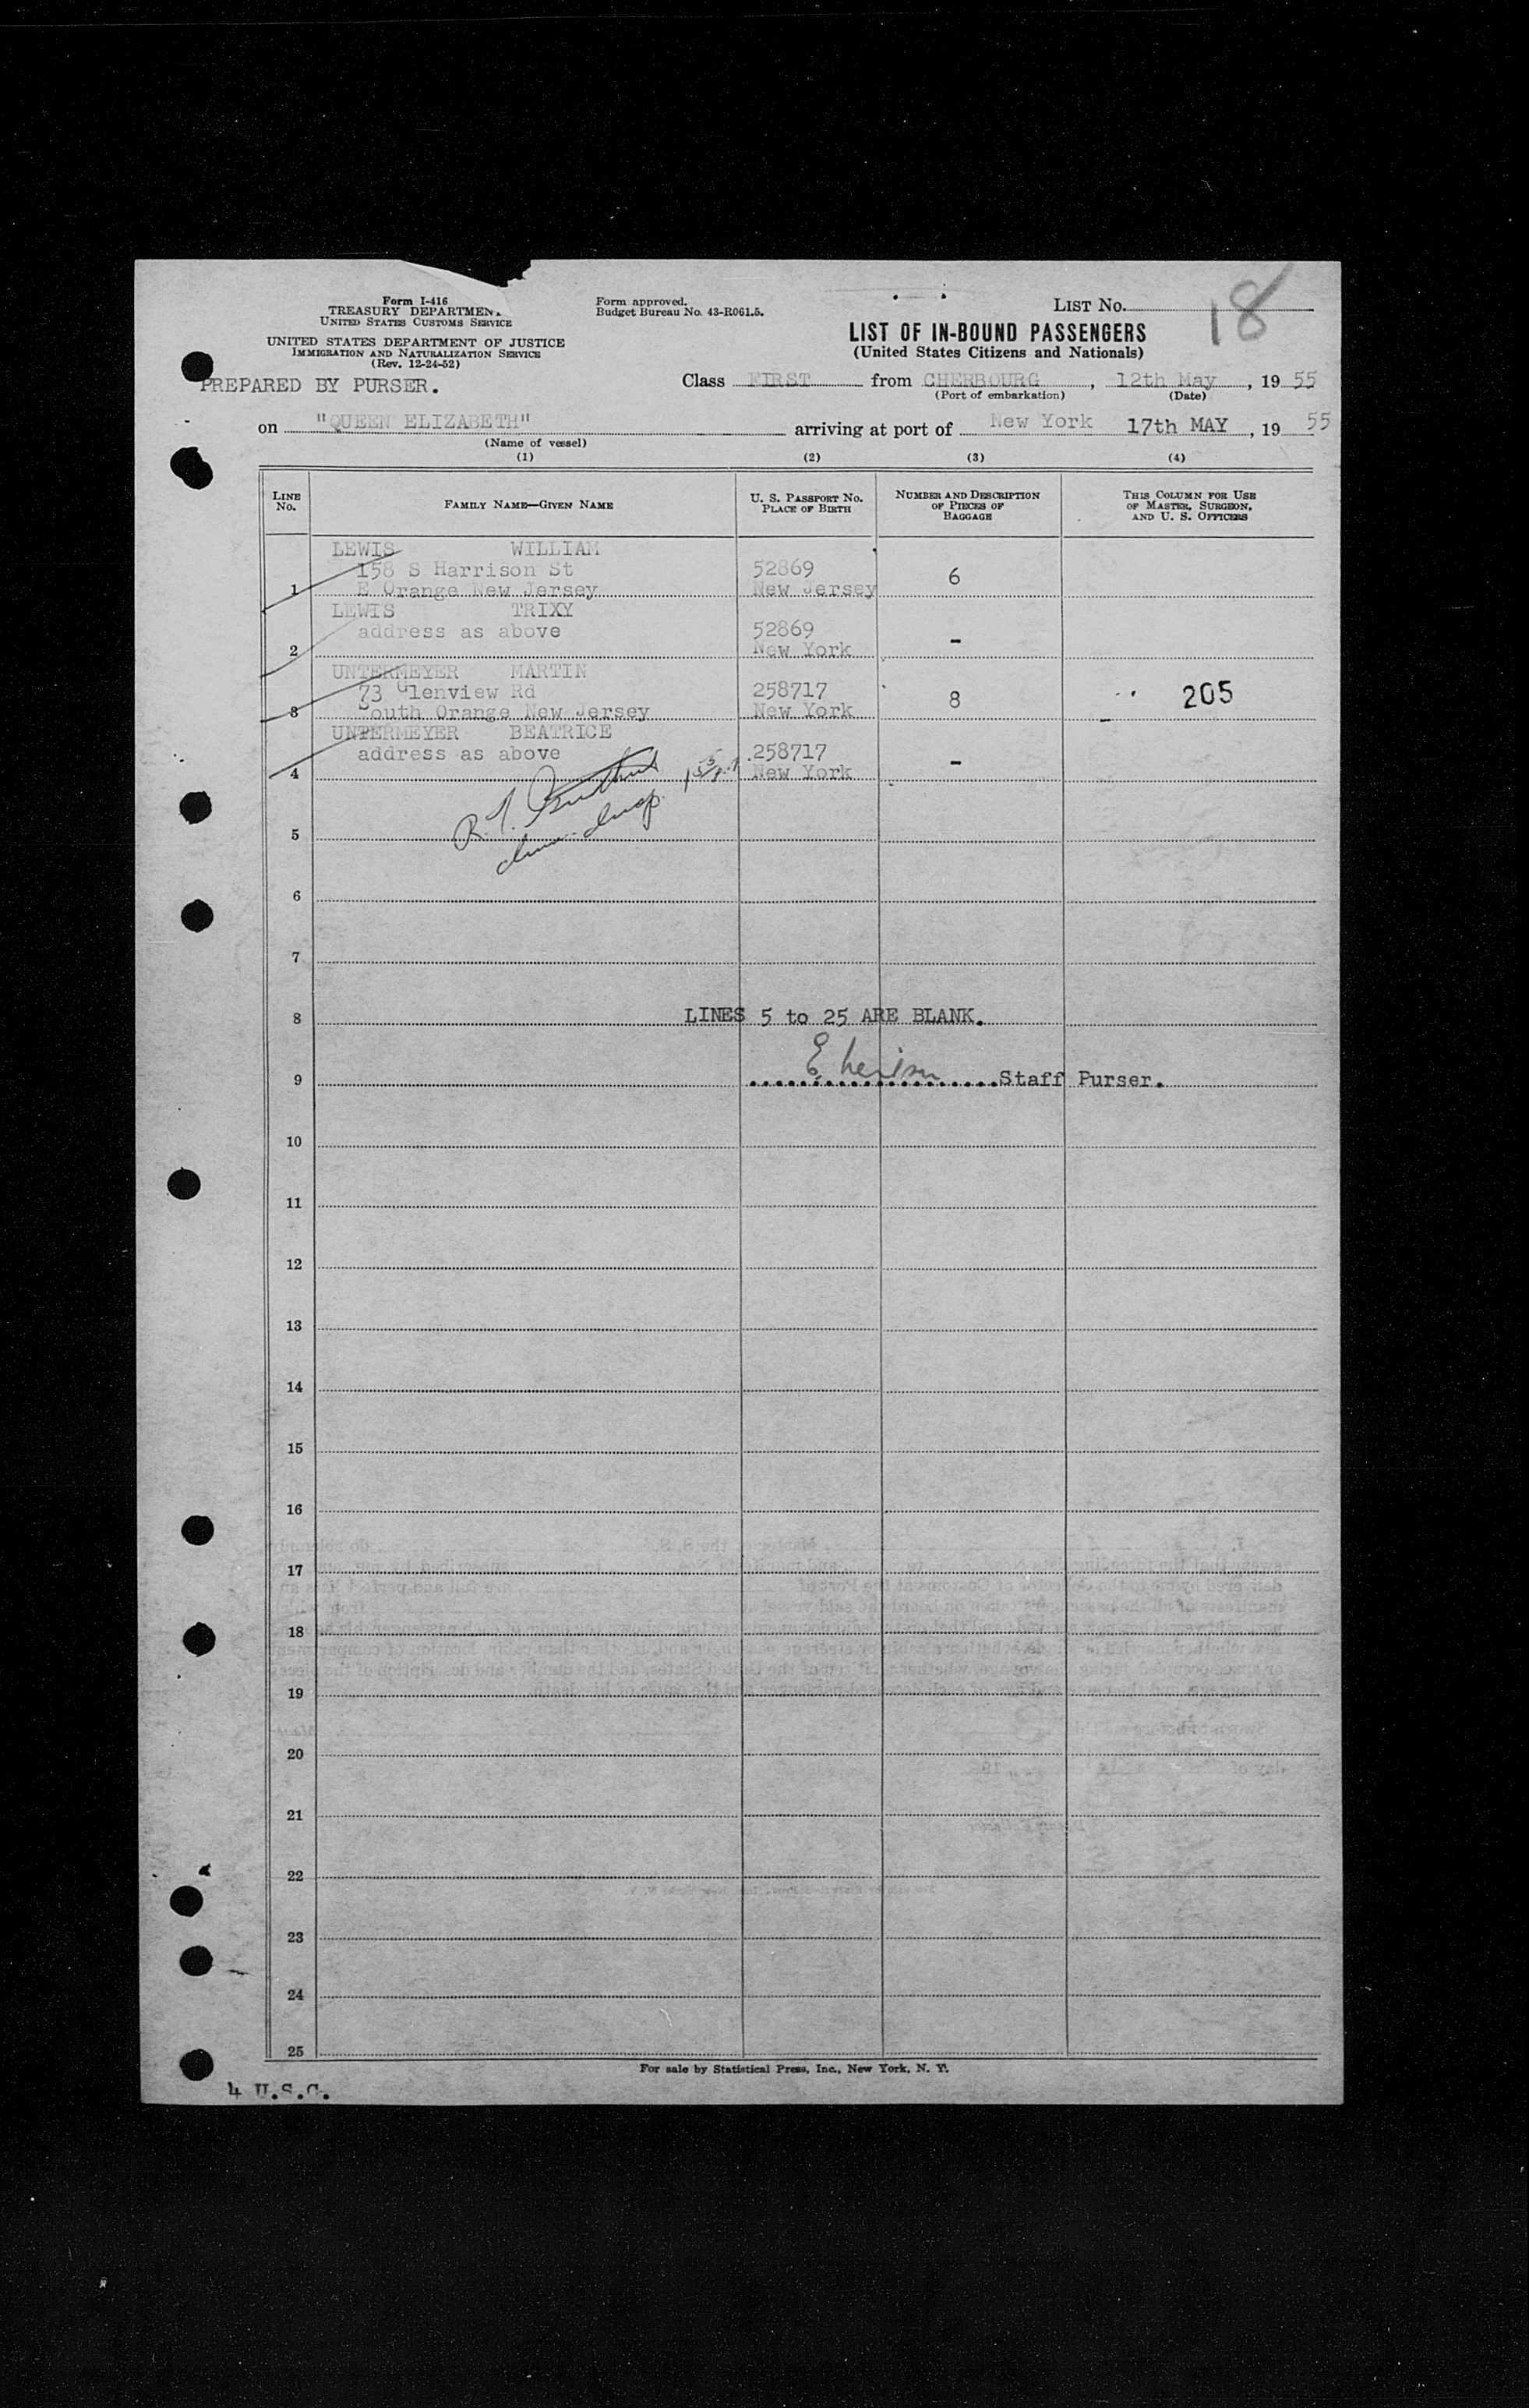 Form I-416
TREASURY DEPARTMENT
UNITED STATES CUSTOMS SERVICE
UNITED STATES DEPARTMENT OF JUSTICE
IMMIGRATION AND NATURALIZATION SERVICE
(Rev. 12-24-52)
PREPARED BY PURSER.
Form approved.
Budget Bureau No. 43-R061.5.
LIST No. 18
LIST OF IN-BOUND PASSENGERS
(United States Citizens and Nationals)
Class FIRST from CHERBOURG, 12th May, 19 55
(Port of embarkation) (Date)
on "QUEEN ELIZABETH" arriving at port of New York 17th MAY, 19 55
(Name of vessel)
(1) (2) (3) (4)
LINE No. FAMILY NAME—GIVEN NAME U. S. PASSPORT No. PLACE OF BIRTH NUMBER AND DESCRIPTION OF PIECES OF BAGGAGE THIS COLUMN FOR USE OF MASTER, SURGEON, AND U. S. OFFICERS
LEWIS WILLIAM
158 S Harrison St 52869 6
1 E Orange New Jersey New Jersey
LEWIS TRIXY
address as above 52869 -
2 New York
UNTERMEYER MARTIN
73 Glenview Rd 258717 8 205
3 South Orange New Jersey New York
UNTERMEYER BEATRICE
address as above 258717 -
4 New York
5
6
7
8 LINES 5 to 25 ARE BLANK.
9 Staff Purser.
10
11
12
13
14
15
16
17
18
19
20
21
22
23
24
25
For sale by Statistical Press, Inc., New York, N. Y.
4 U.S.C.